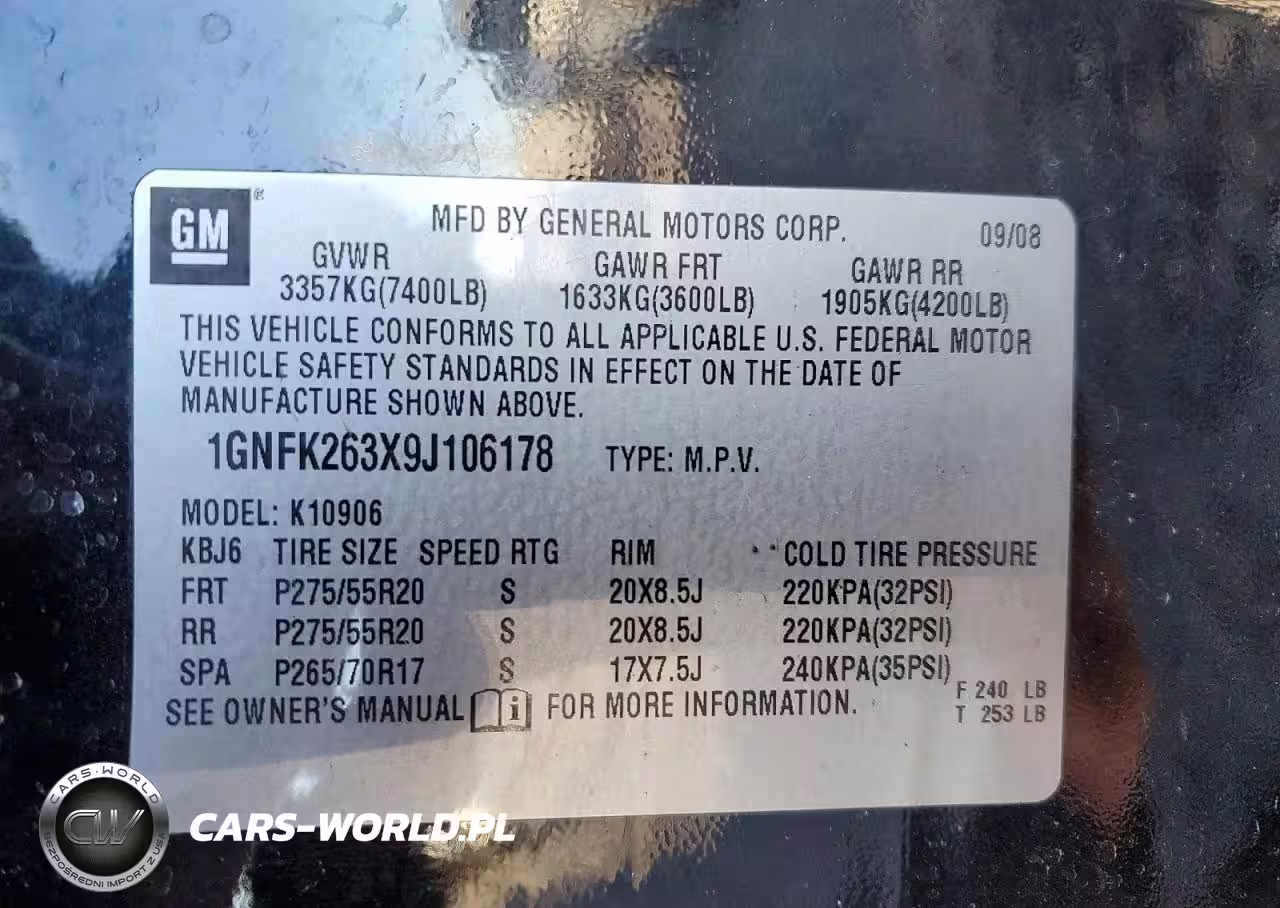 GM ®
MFD BY GENERAL MOTORS CORP. 09/08
GVWR GAWR FRT GAWR RR
3357KG(7400LB) 1633KG(3600LB) 1905KG(4200LB)
THIS VEHICLE CONFORMS TO ALL APPLICABLE U.S. FEDERAL MOTOR
VEHICLE SAFETY STANDARDS IN EFFECT ON THE DATE OF
MANUFACTURE SHOWN ABOVE.
1GNFK263X9J106178 TYPE: M.P.V.
MODEL: K10906
KBJ6 TIRE SIZE SPEED RTG RIM COLD TIRE PRESSURE
FRT P275/55R20 S 20X8.5J 220KPA(32PSI)
RR P275/55R20 S 20X8.5J 220KPA(32PSI)
SPA P265/70R17 S 17X7.5J 240KPA(35PSI)
F 240 LB
SEE OWNER'S MANUAL i FOR MORE INFORMATION. T 253 LB
CARS-WORLD
CW
BEZPOŚREDNI IMPORT Z USA
CARS-WORLD.PL